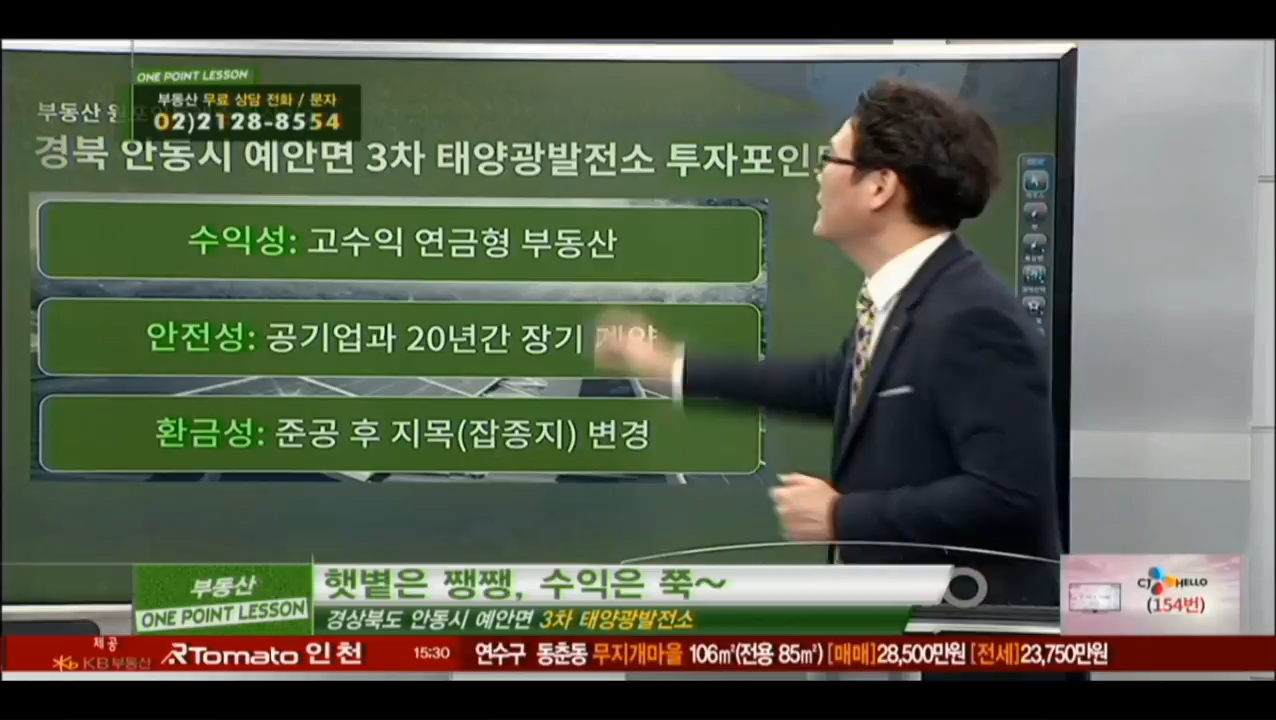 ONE POINT LESSON
부동산 무료 상담 전화 / 문자
02)2128-8554
부동산
경북 안동시 예안면 3차 태양광발전소 투자포인
수익성: 고수익 연금형 부동산
안전성: 공기업과 20년간 장기 계약
환금성: 준공 후 지목(잡종지) 변경
부동산
ONE POINT LESSON
햇볕은 쨍쨍, 수익은 쭉~
경상북도 안동시 예안면 3차 태양광발전소
CJ HELLO
(154번)
제공
KB부동산
RTomato 인천
15:30
연수구 동춘동 무지개마을 106㎡(전용 85㎡) [매매]28,500만원 [전세]23,750만원